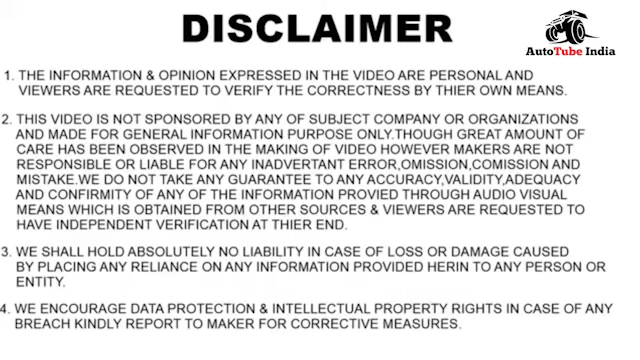 DISCLAIMER
AutoTube India
1. THE INFORMATION & OPINION EXPRESSED IN THE VIDEO ARE PERSONAL AND
VIEWERS ARE REQUESTED TO VERIFY THE CORRECTNESS BY THIER OWN MEANS.
2. THIS VIDEO IS NOT SPONSORED BY ANY OF SUBJECT COMPANY OR ORGANIZATIONS
AND MADE FOR GENERAL INFORMATION PURPOSE ONLY.THOUGH GREAT AMOUNT OF
CARE HAS BEEN OBSERVED IN THE MAKING OF VIDEO HOWEVER MAKERS ARE NOT
RESPONSIBLE OR LIABLE FOR ANY INADVERTANT ERROR,OMISSION,COMISSION AND
MISTAKE.WE DO NOT TAKE ANY GUARANTEE TO ANY ACCURACY,VALIDITY,ADEQUACY
AND CONFIRMITY OF ANY OF THE INFORMATION PROVIED THROUGH AUDIO VISUAL
MEANS WHICH IS OBTAINED FROM OTHER SOURCES & VIEWERS ARE REQUESTED TO
HAVE INDEPENDENT VERIFICATION AT THIER END.
3. WE SHALL HOLD ABSOLUTELY NO LIABILITY IN CASE OF LOSS OR DAMAGE CAUSED
BY PLACING ANY RELIANCE ON ANY INFORMATION PROVIDED HERIN TO ANY PERSON OR
ENTITY.
4. WE ENCOURAGE DATA PROTECTION & INTELLECTUAL PROPERTY RIGHTS IN CASE OF ANY
BREACH KINDLY REPORT TO MAKER FOR CORRECTIVE MEASURES.